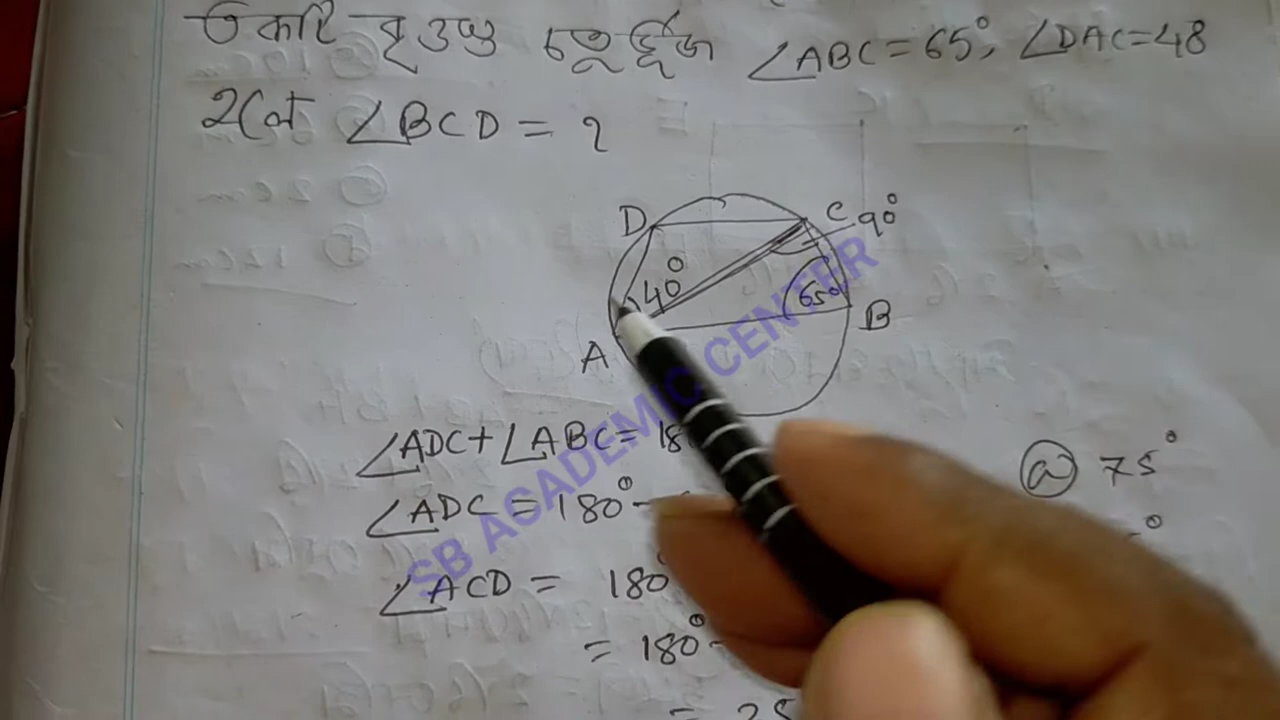 একটি বৃত্তস্থ চতুর্ভূজ ∠ABC=65°, ∠DAC=48
হলে ∠BCD = ?
D
C 90°
40°
65°
B
A
∠ADC+∠ABC= 18
∠ADC = 180°-
ⓐ 75°
∠ACD = 180°
= 180°-
= 25
SB ACADEMIC CENTER